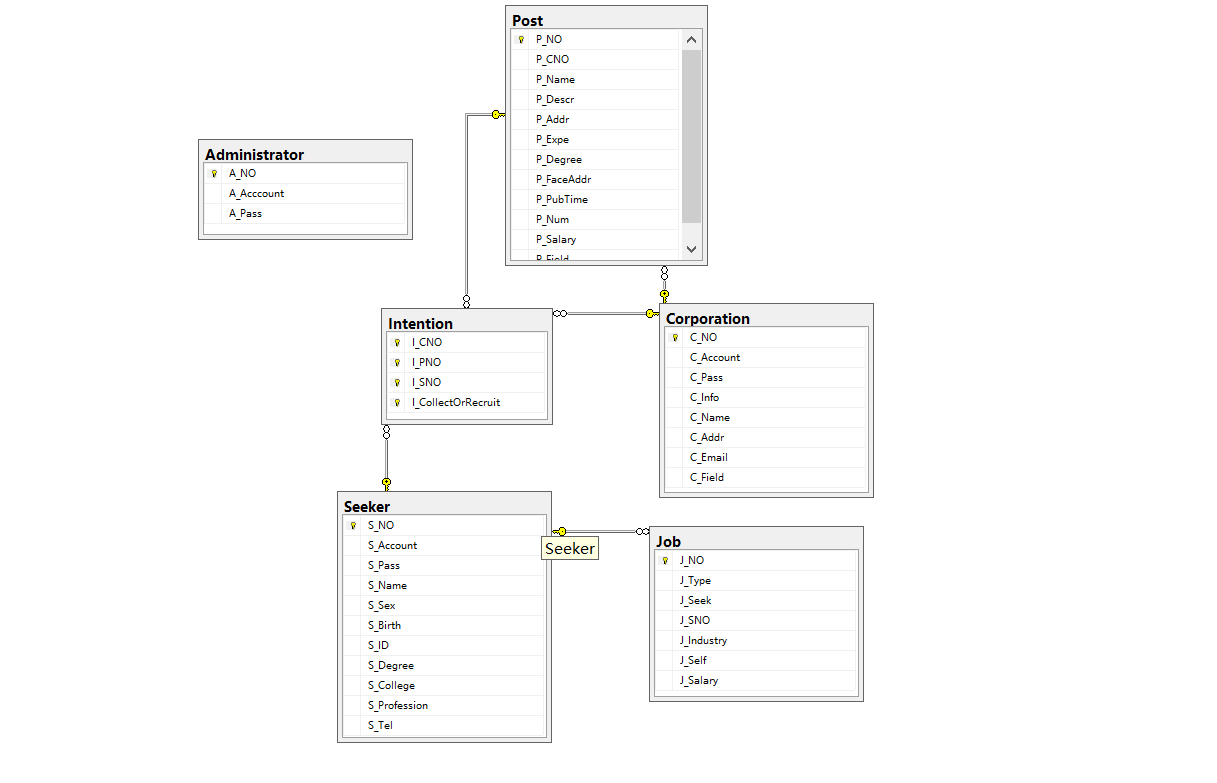 Post
P_NO
P_CNO
P_Name
P_Descr
P_Addr
P_Expe
P_Degree
P_FaceAddr
P_PubTime
P_Num
P_Salary
P_Field
Administrator
A_NO
A_Acccount
A_Pass
Intention
I_CNO
I_PNO
I_SNO
I_CollectOrRecruit
Corporation
C_NO
C_Account
C_Pass
C_Info
C_Name
C_Addr
C_Email
C_Field
Seeker
S_NO
S_Account
S_Pass
S_Name
S_Sex
S_Birth
S_ID
S_Degree
S_College
S_Profession
S_Tel
Seeker
Job
J_NO
J_Type
J_Seek
J_SNO
J_Industry
J_Self
J_Salary